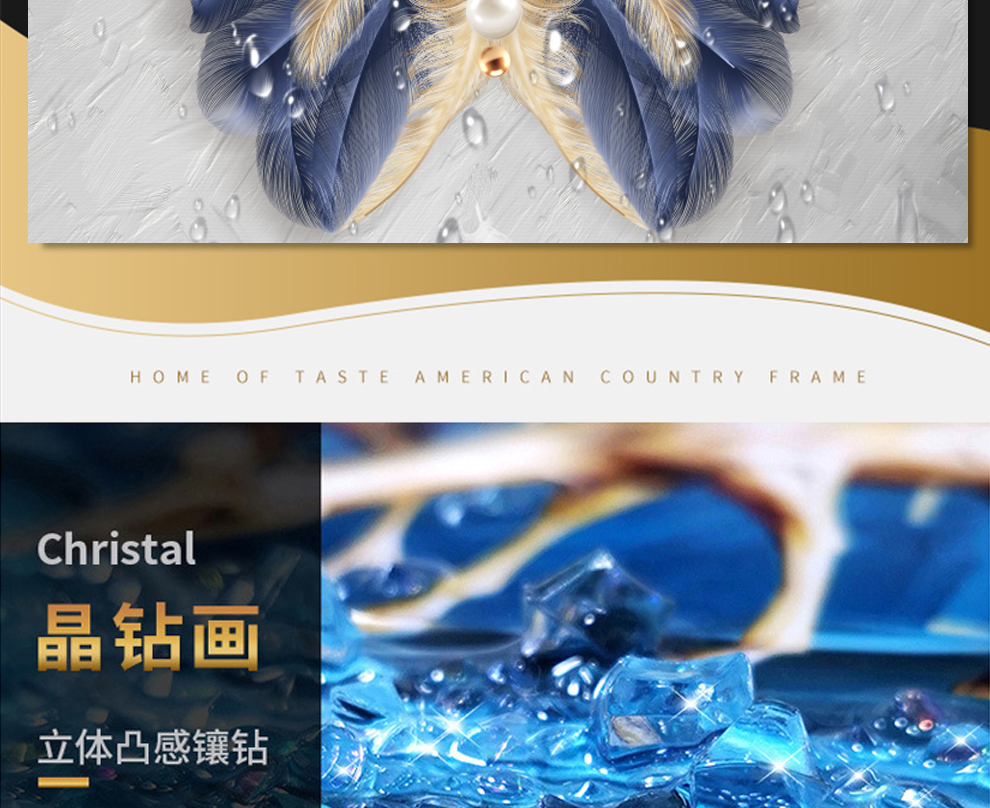 HOME OF TASTE AMERICAN COUNTRY FRAME
Christal
晶钻画
立体凸感镶钻